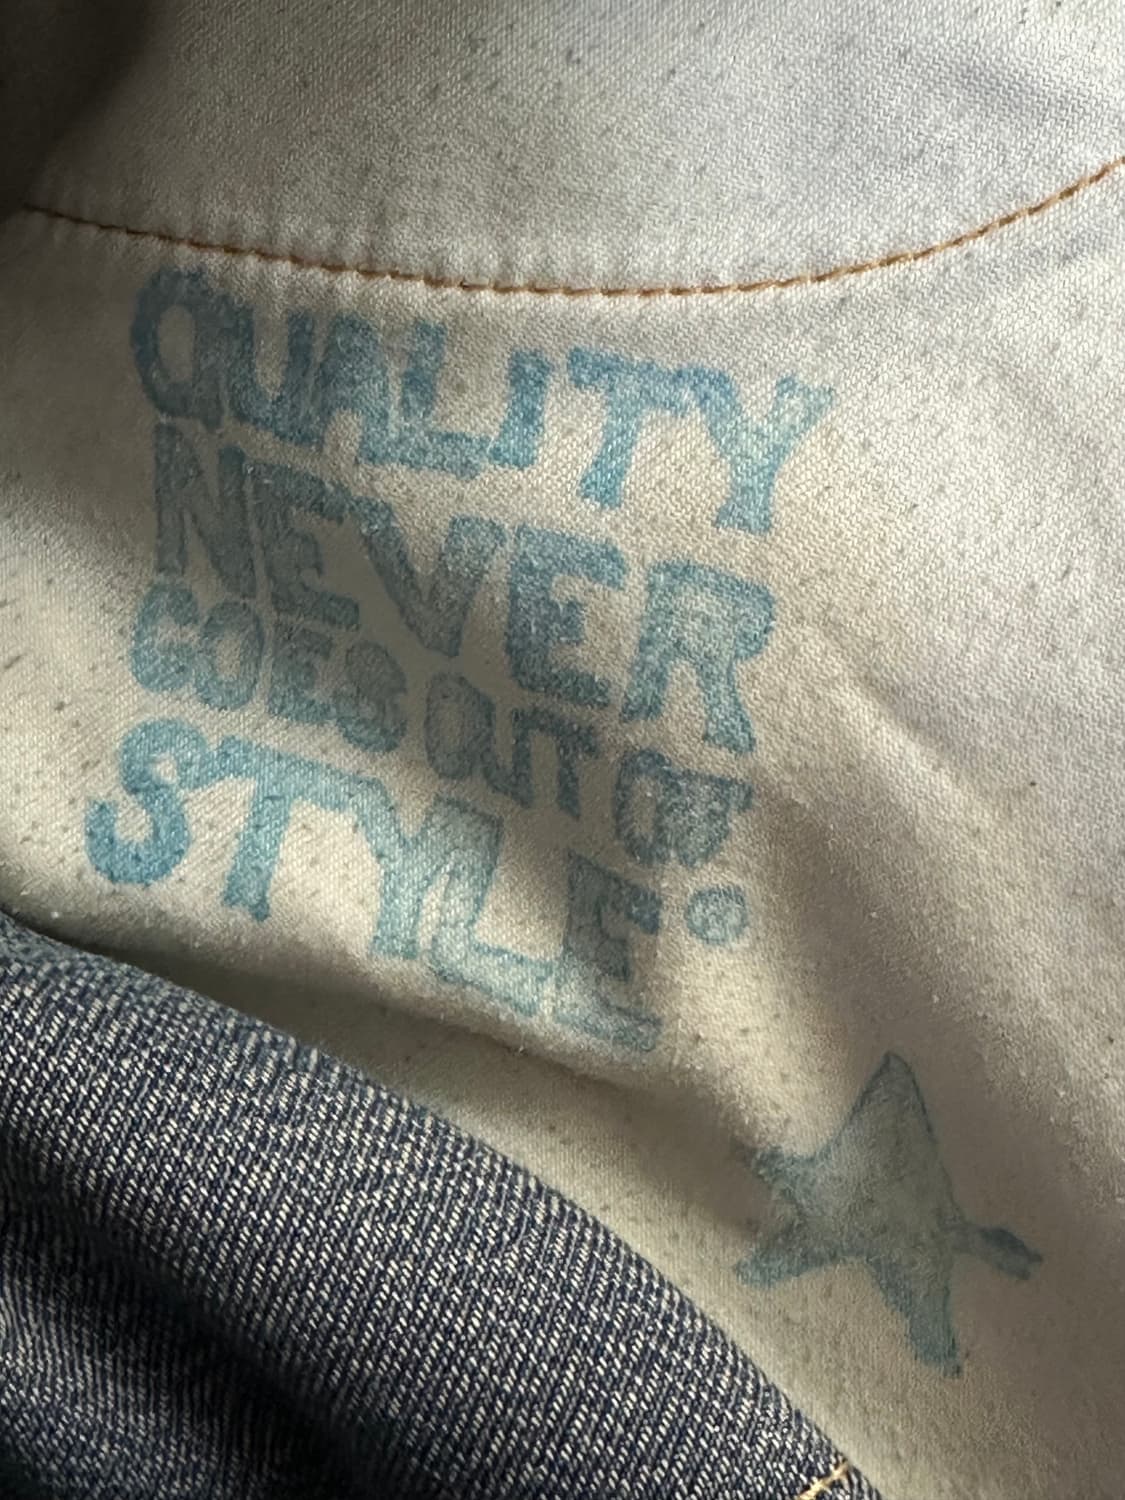 QUALITY
NEVER
GOES OUT OF
STYLE®